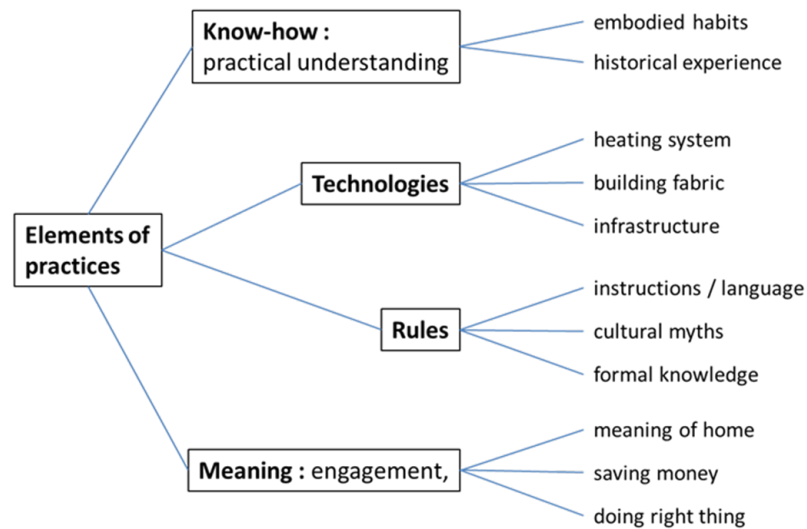 Know-how :
practical understanding
embodied habits
historical experience
Technologies
heating system
building fabric
infrastructure
Elements of
practices
Rules
instructions / language
cultural myths
formal knowledge
Meaning : engagement,
meaning of home
saving money
doing right thing